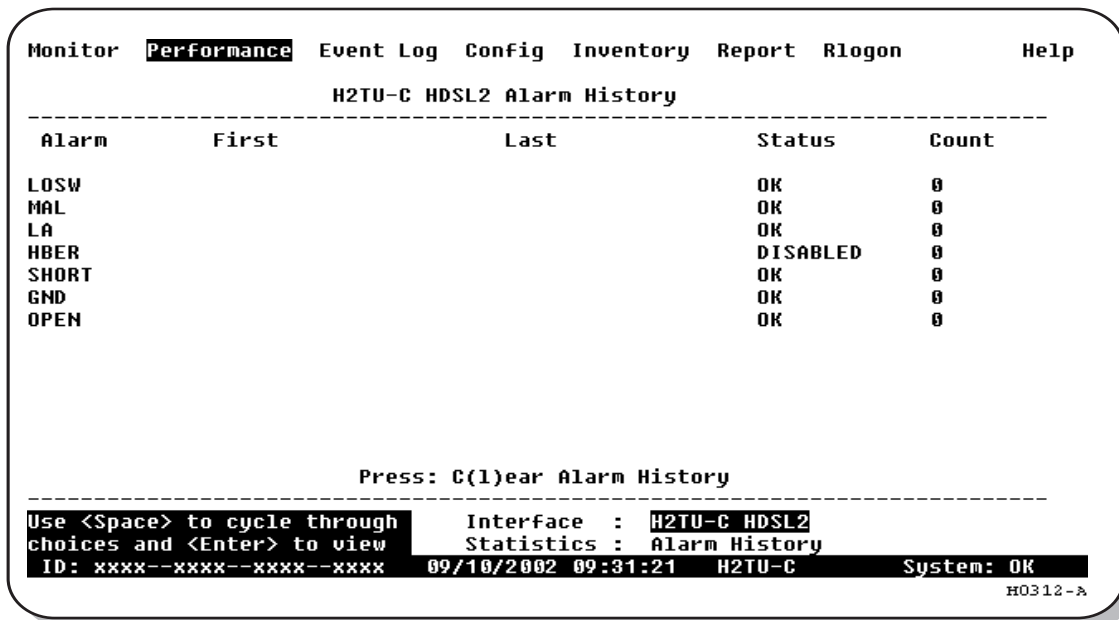 Monitor Performance Event Log Config Inventory Report Rlogon Help
H2TU-C HDSL2 Alarm History
--------------------------------------------------------------------------------
Alarm First Last Status Count
LOSW OK 0
MAL OK 0
LA OK 0
HBER DISABLED 0
SHORT OK 0
GND OK 0
OPEN OK 0
Press: C(l)ear Alarm History
--------------------------------------------------------------------------------
Use <Space> to cycle through Interface : H2TU-C HDSL2
choices and <Enter> to view Statistics : Alarm History
ID: xxxx--xxxx--xxxx--xxxx 09/10/2002 09:31:21 H2TU-C System: OK
H0312-A